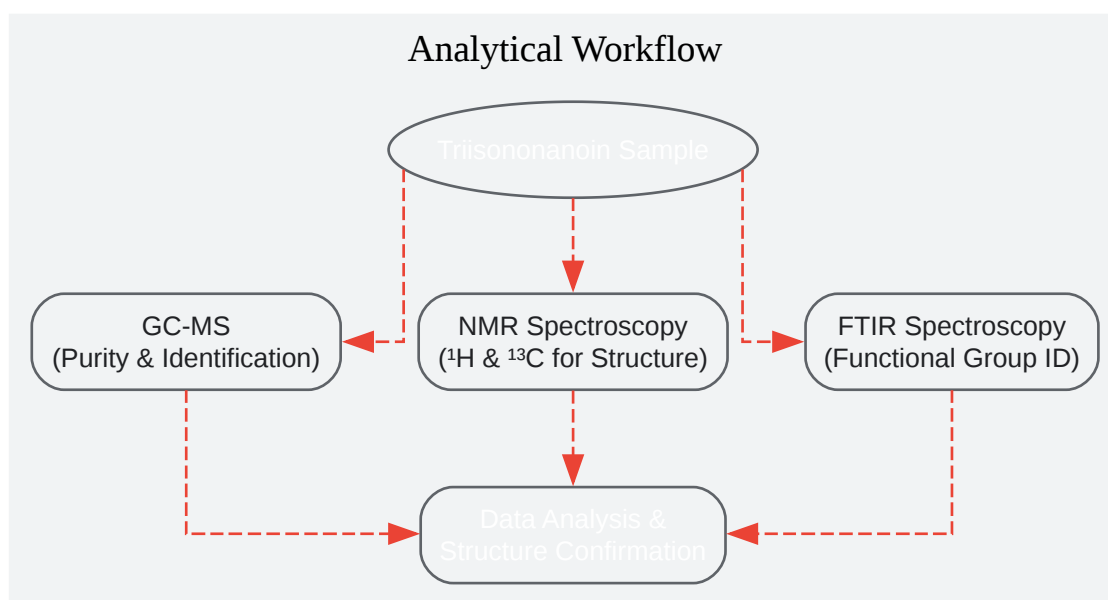 Analytical Workflow
Triisononanoin Sample
GC-MS
(Purity & Identification)
NMR Spectroscopy
(¹H & ¹³C for Structure)
FTIR Spectroscopy
(Functional Group ID)
Data Analysis &
Structure Confirmation